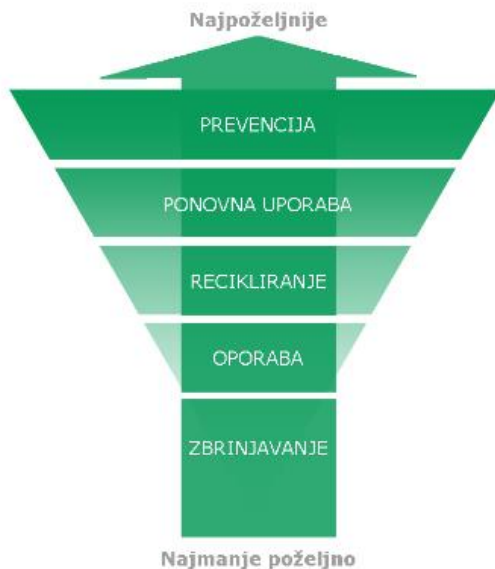 Najpoželjnije
PREVENCIJA
PONOVNA UPORABA
RECIKLIRANJE
OPORABA
ZBRINJAVANJE
Najmanje poželjno